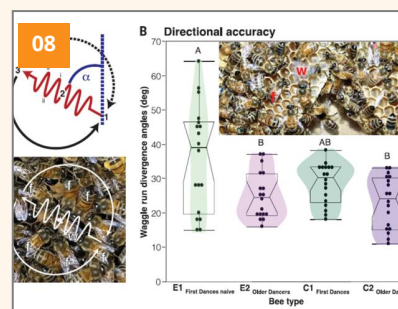 08
3
2
1
α
B Directional accuracy
Waggle run divergence angles (deg)
70
60
50
40
30
20
10
0
A
B
AB
B
w
f
E1 First Dances naive
E2 Older Dancers
C1 First Dances
C2 Older Dan
Bee type